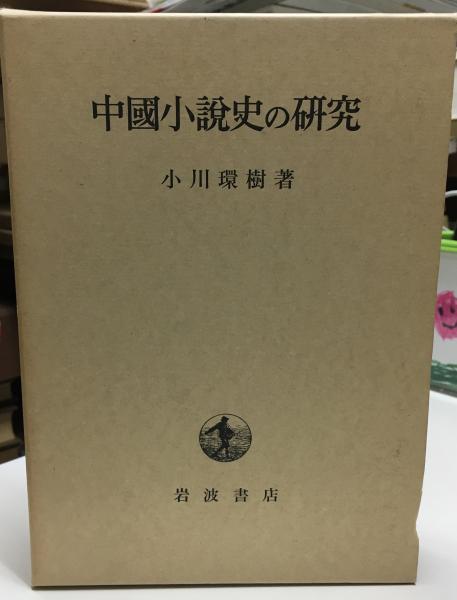 中國小說史の研究
小川環樹著
岩波書店